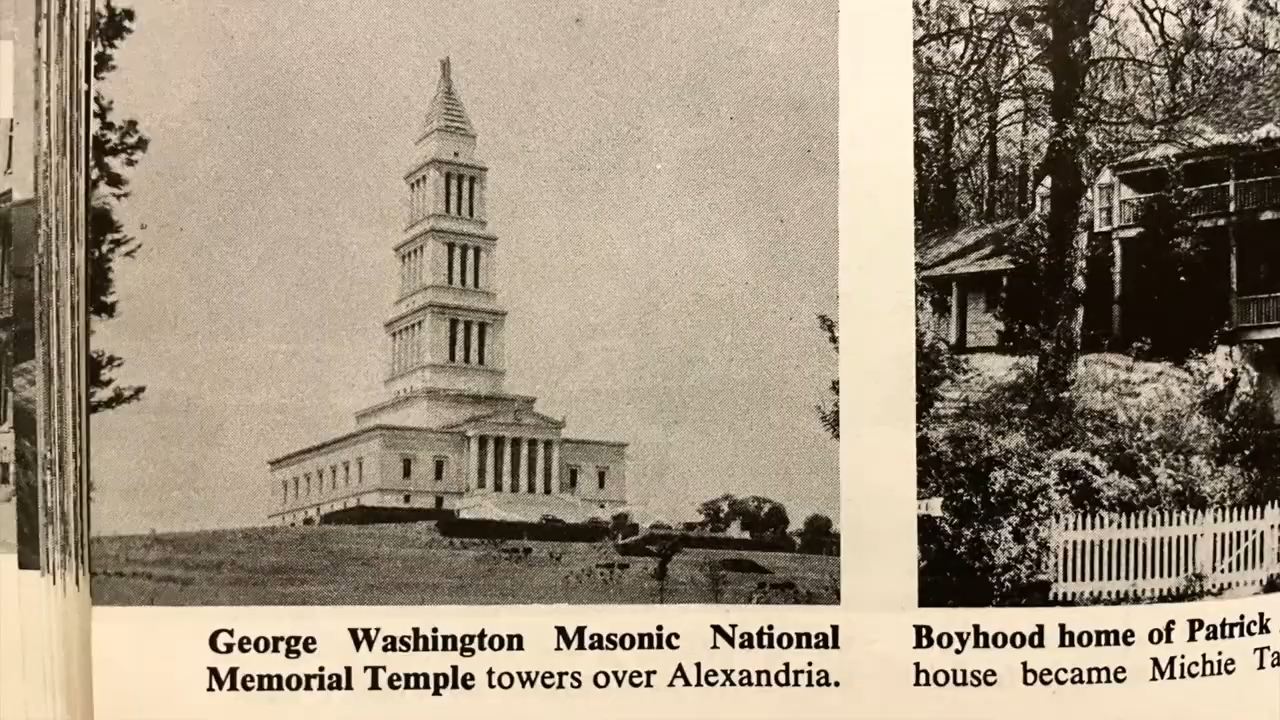 George Washington Masonic National
Memorial Temple towers over Alexandria.
Boyhood home of Patrick
house became Michie